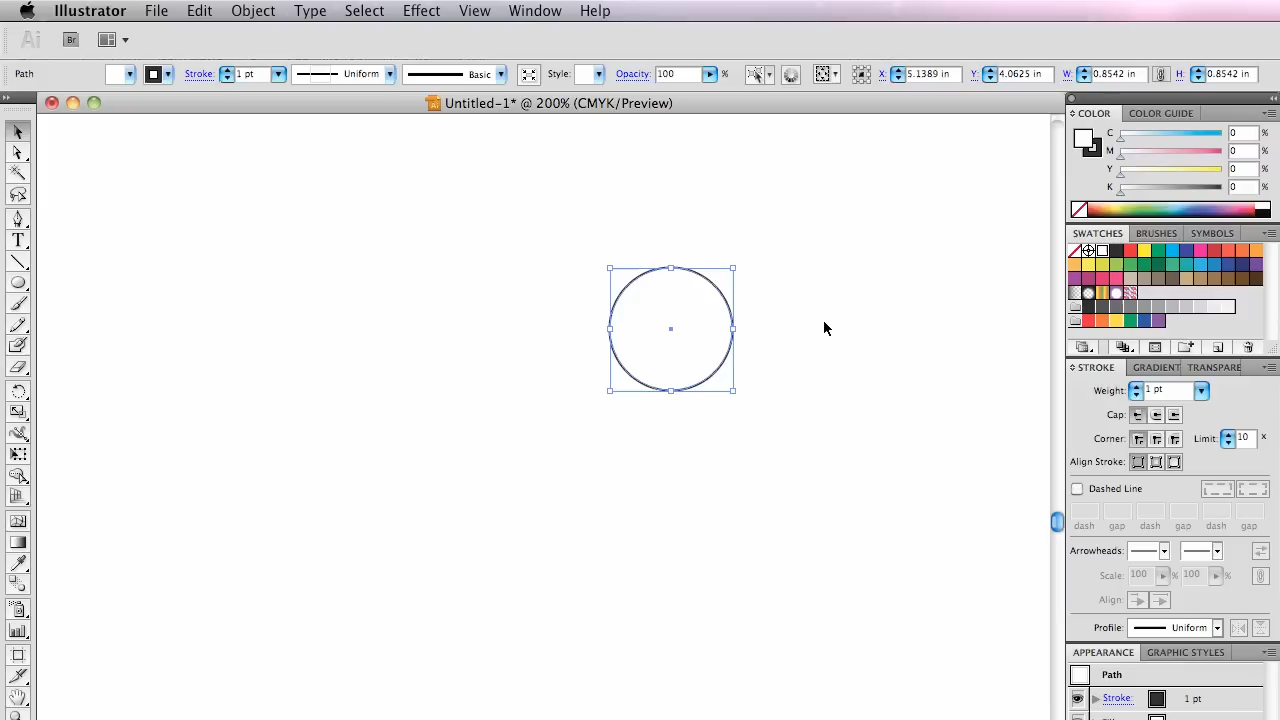 Illustrator File Edit Object Type Select Effect View Window Help
Ai Br
Path Stroke: 1 pt Uniform Basic Style: Opacity: 100 % X: 5.1389 in Y: W: 0.8542 in H: 0.8542 in
Untitled-1* @ 200% (CMYK/Preview)
COLOR COLOR GUIDE
C 0 %
M 0 %
Y 0 %
K 0 %
SWATCHES BRUSHES SYMBOLS
STROKE GRADIENT TRANSPARE
Weight: 1 pt
Cap:
Corner: Limit: 10 x
Align Stroke:
Dashed Line
dash gap dash gap dash gap
Arrowheads:
Scale: 100 % 100 %
Align:
Profile: Uniform
APPEARANCE GRAPHIC STYLES
Path
Stroke: 1 pt
T